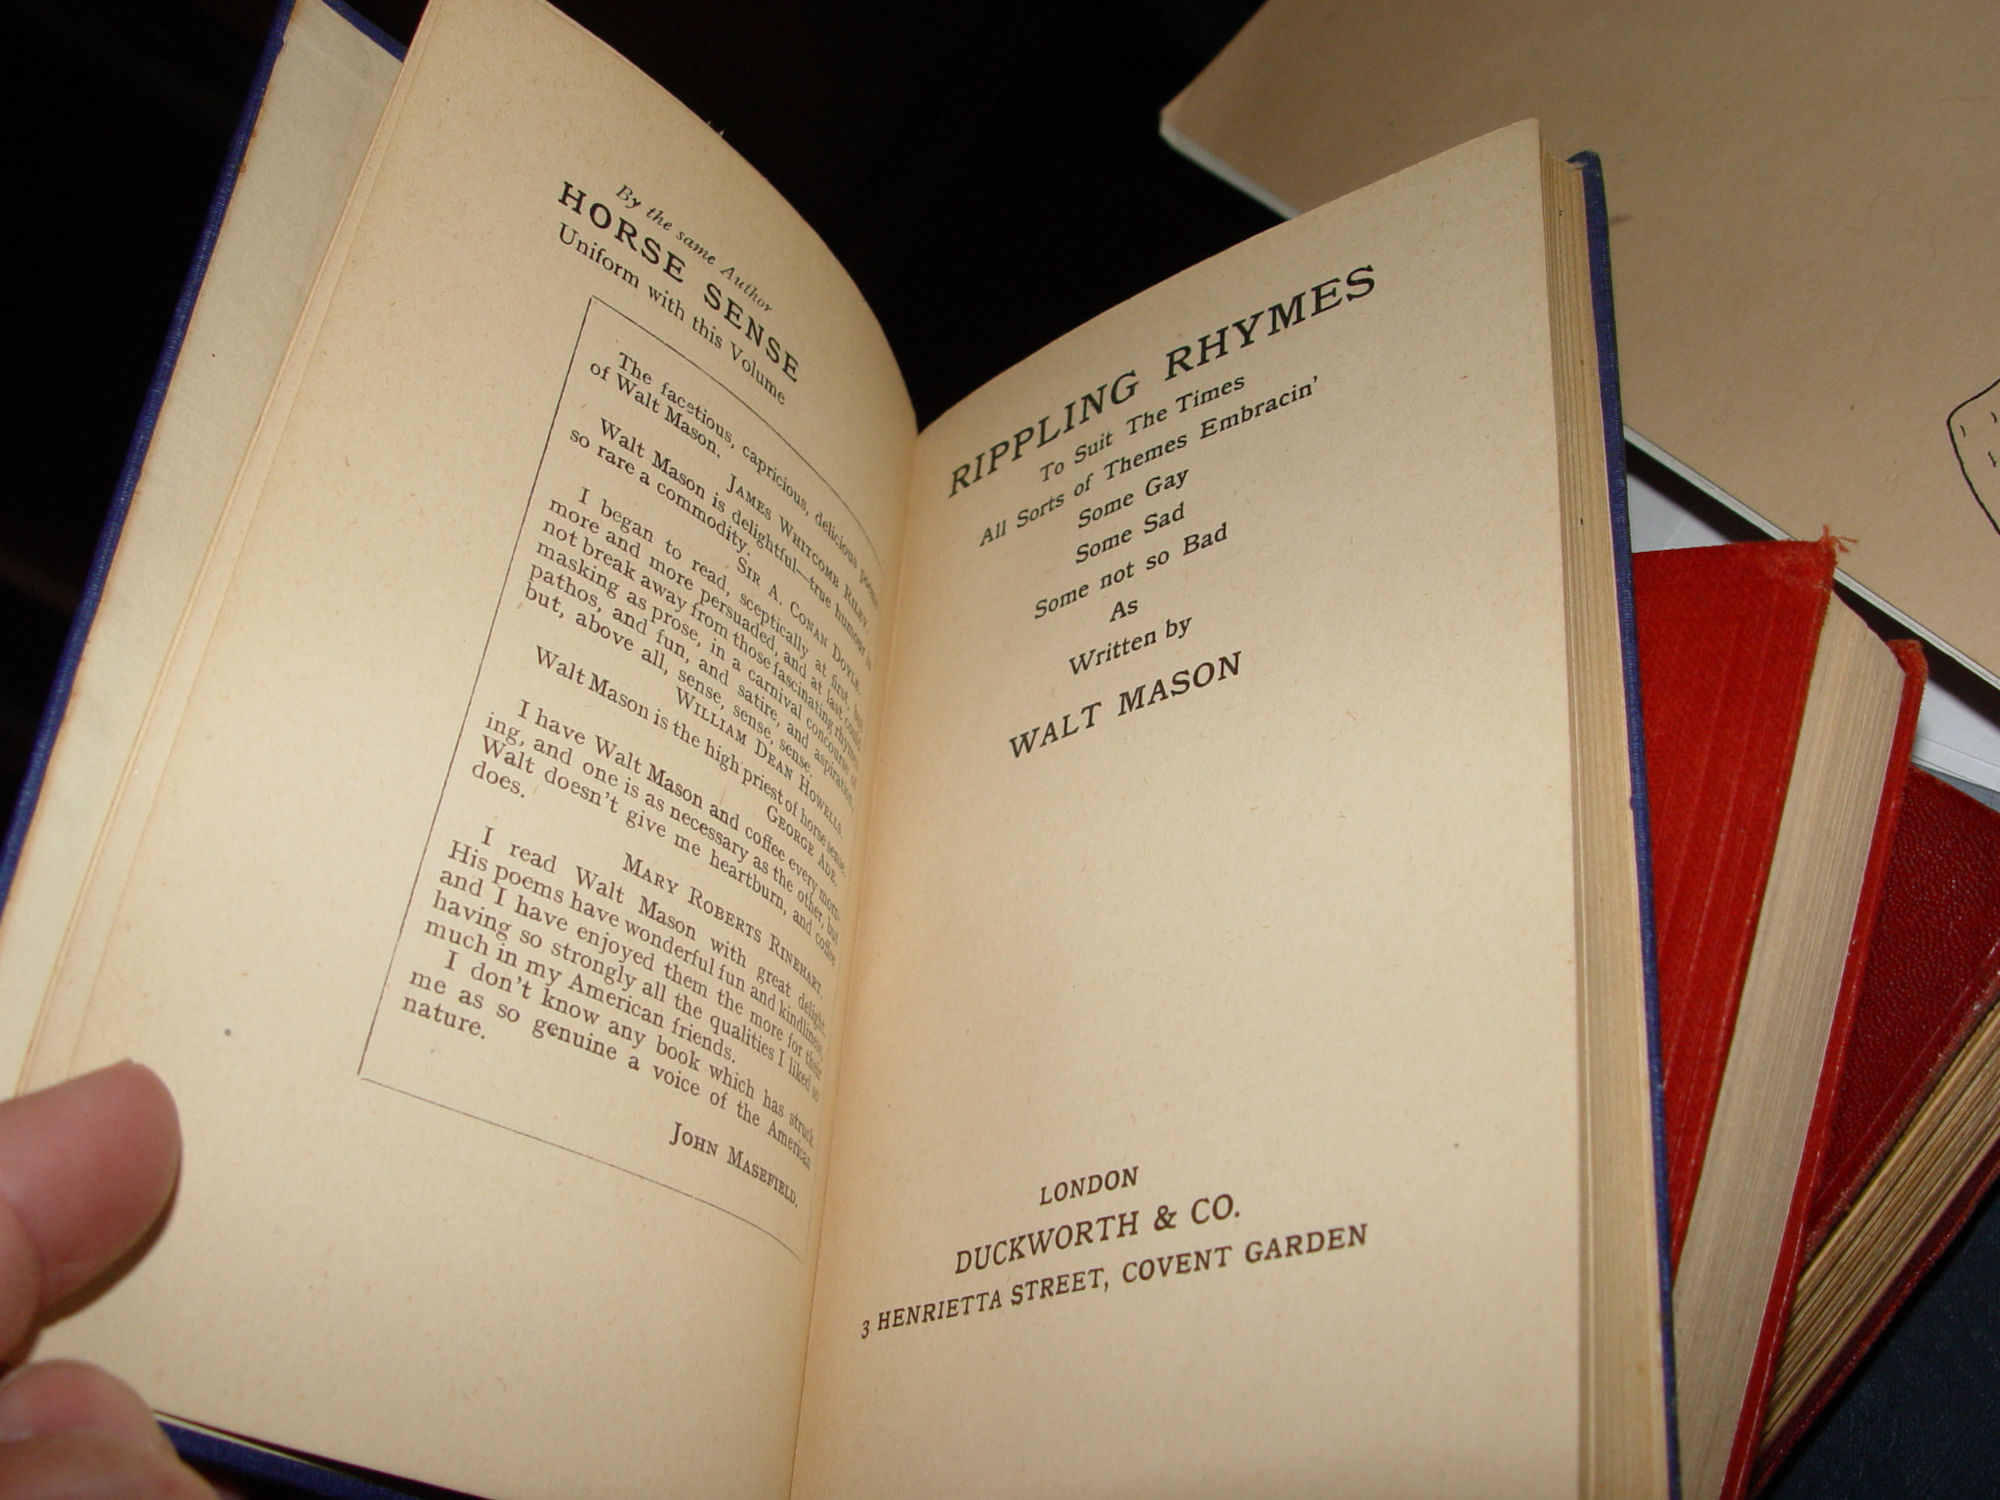 By the same Author
HORSE SENSE
Uniform with this Volume
The facetious, capricious, delicious poems
of Walt Mason.
JAMES WHITCOMB RILEY.
Walt Mason is delightful—true humour is
so rare a commodity.
SIR A. CONAN DOYLE.
I began to read, sceptically at first, but
more and more persuaded, and at last could
not break away from those fascinating rhymes
masking as prose, in a carnival concourse of
pathos, and fun, and satire, and aspiration,
but, above all, sense, sense, sense.
WILLIAM DEAN HOWELLS.
Walt Mason is the high priest of horse sense.
GEORGE ADE.
I have Walt Mason and coffee every morn-
ing, and one is as necessary as the other, but
Walt doesn't give me heartburn, and coffee
does.
MARY ROBERTS RINEHART.
I read Walt Mason with great delight.
His poems have wonderful fun and kindliness,
and I have enjoyed them the more for their
having so strongly all the qualities I liked so
much in my American friends.
I don't know any book which has struck
me as so genuine a voice of the American
nature.
JOHN MASEFIELD.
RIPPLING RHYMES
To Suit The Times
All Sorts of Themes Embracin'
Some Gay
Some Sad
Some not so Bad
As
Written by
WALT MASON
LONDON
DUCKWORTH & CO.
3 HENRIETTA STREET, COVENT GARDEN